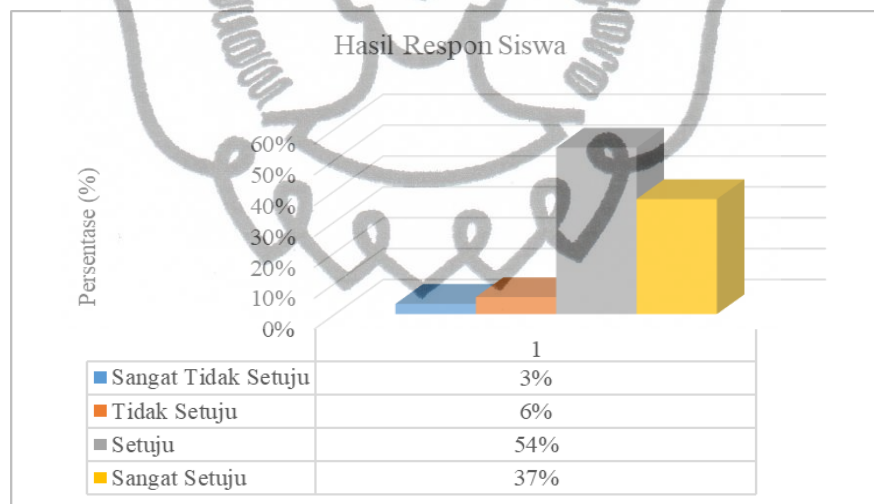 Hasil Respon Siswa
Persentase (%)
60%
50%
40%
30%
20%
10%
0%
1
Sangat Tidak Setuju 3%
Tidak Setuju 6%
Setuju 54%
Sangat Setuju 37%